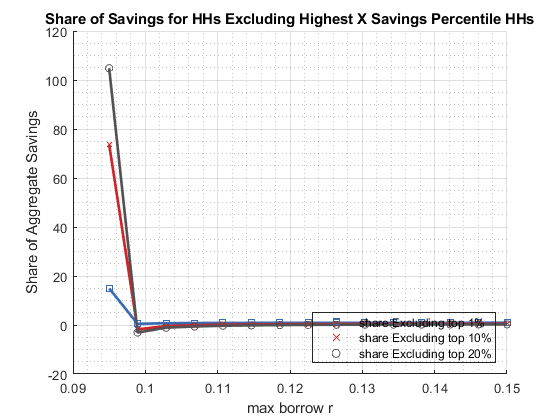 Share of Savings for HHs Excluding Highest X Savings Percentile HHs
120
100
80
60
40
20
0
-20
Share of Aggregate Savings
0.09
0.1
0.11
0.12
0.13
0.14
0.15
max borrow r
share Excluding top 1%
share Excluding top 10%
share Excluding top 20%